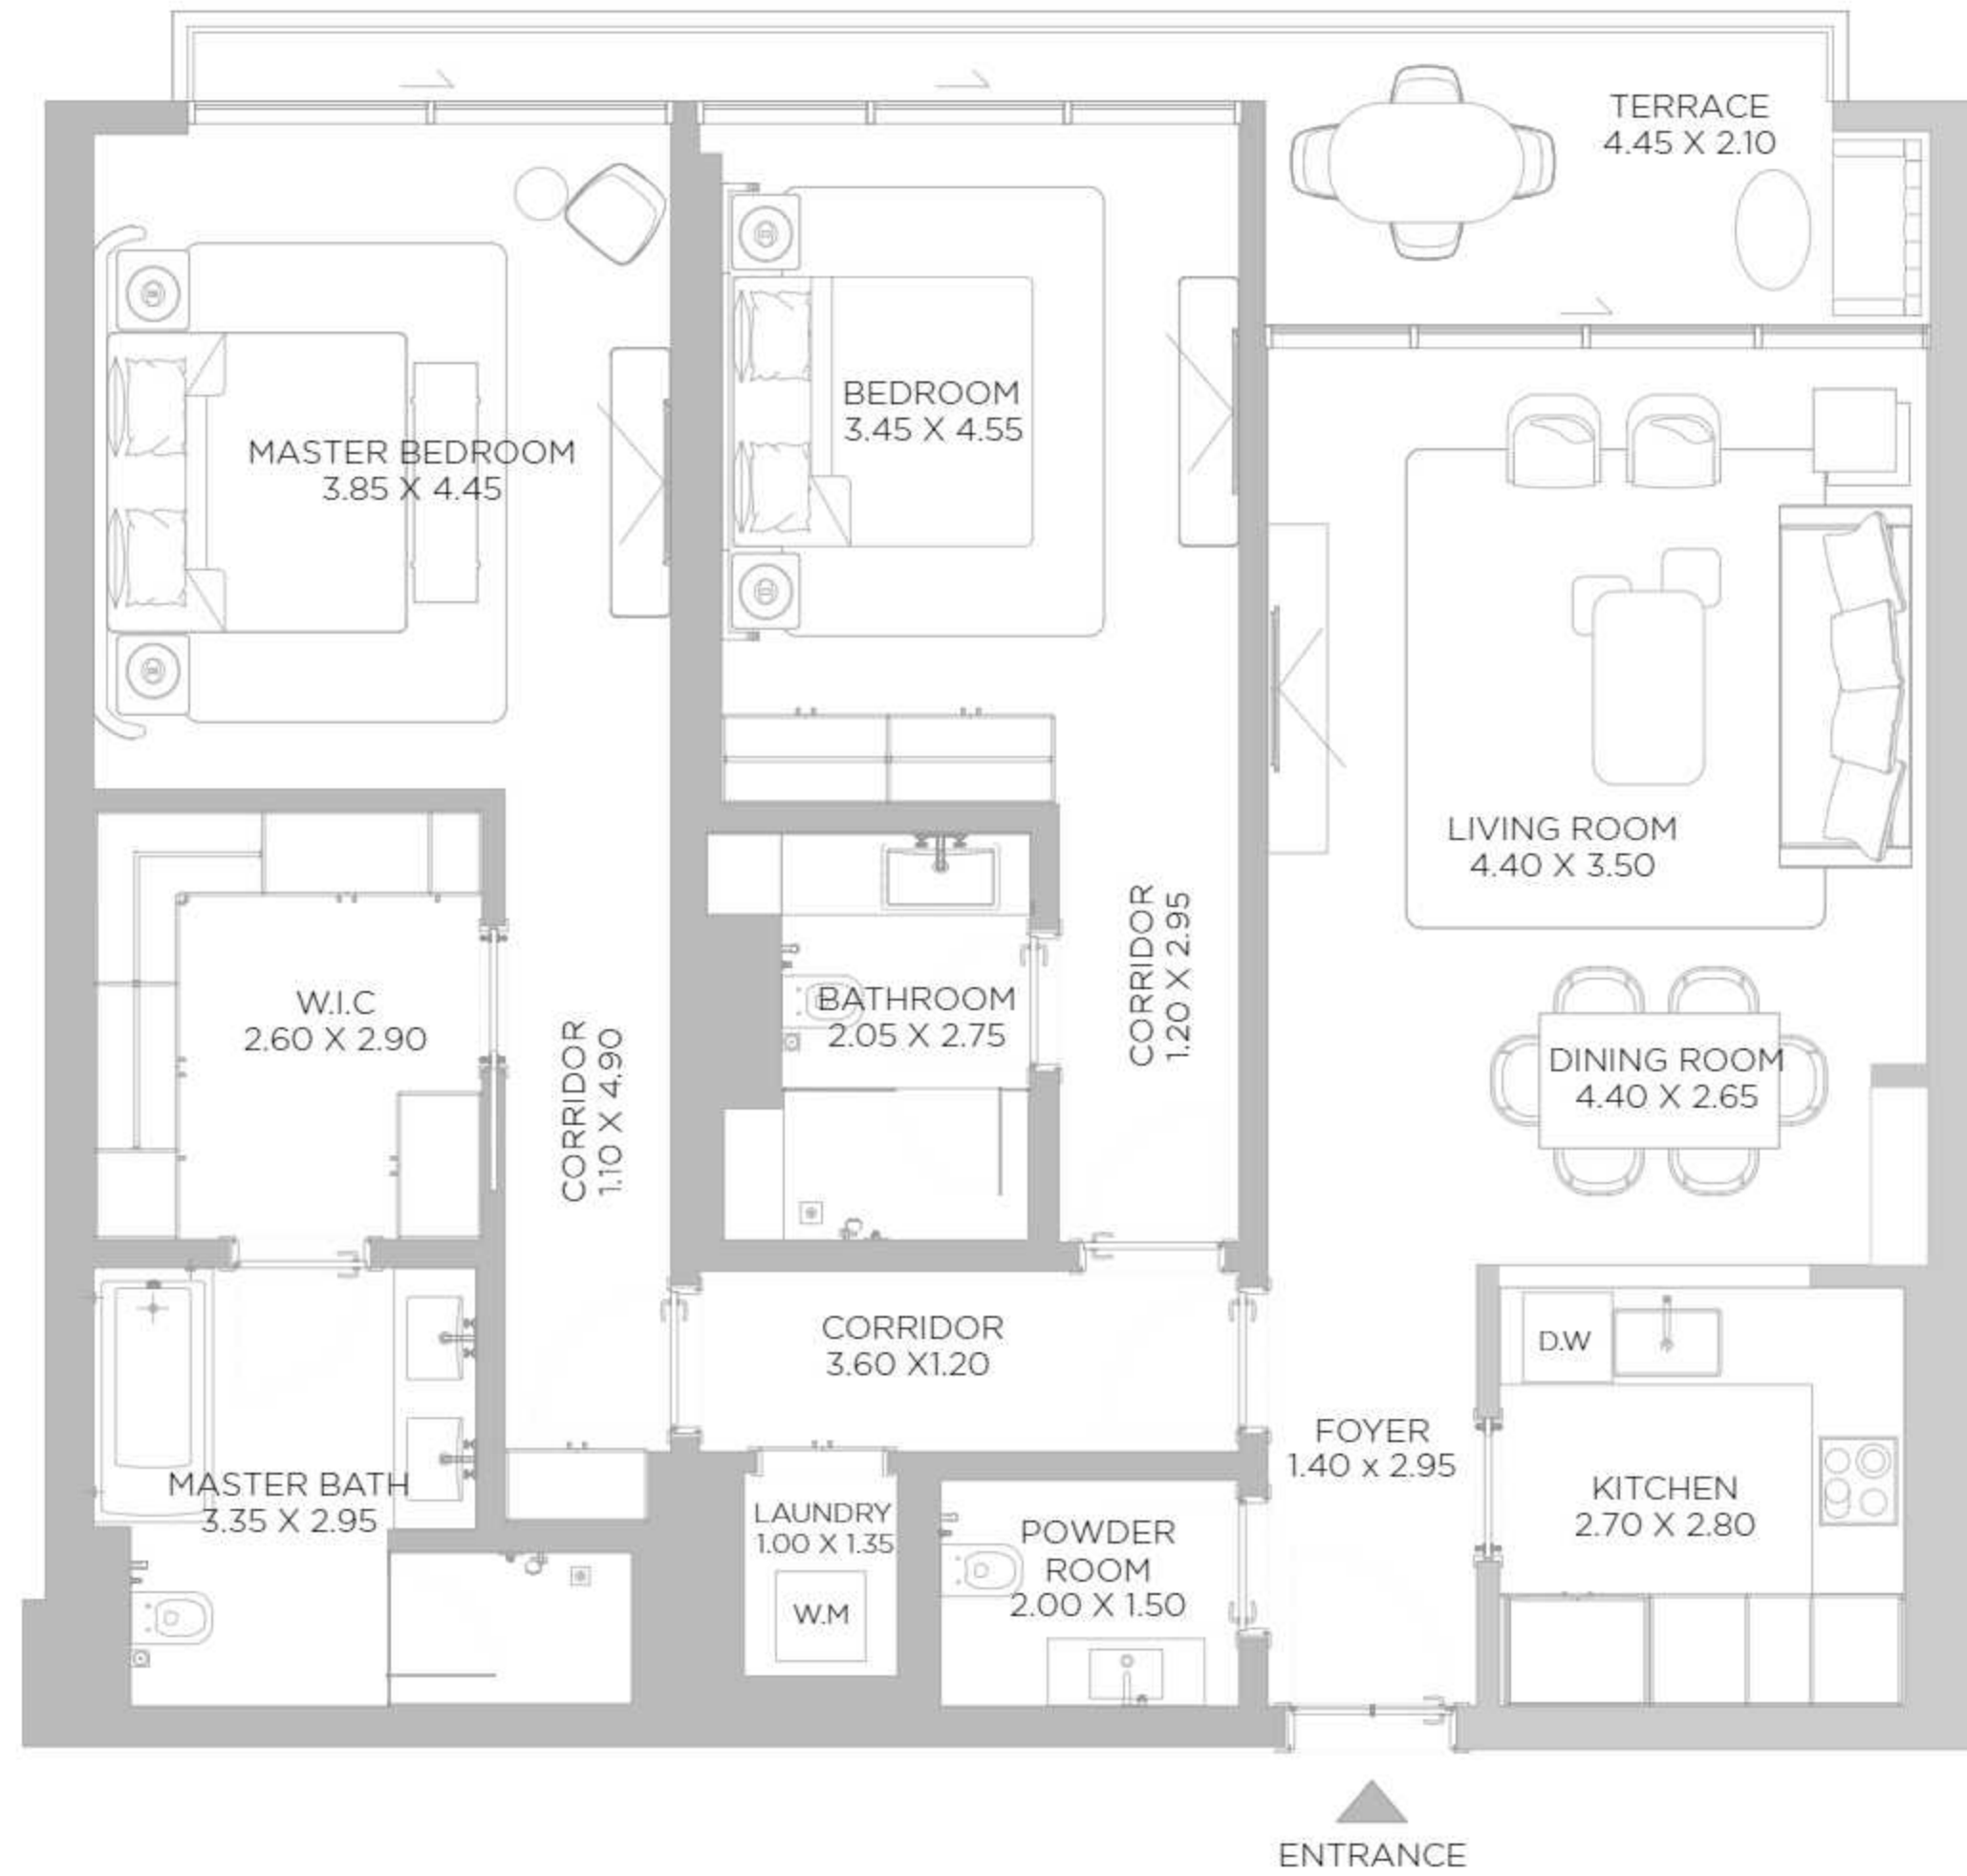 TERRACE
4.45 X 2.10
BEDROOM
3.45 X 4.55
MASTER BEDROOM
3.85 X 4.45
LIVING ROOM
4.40 X 3.50
CORRIDOR
1.20 X 2.95
W.I.C
2.60 X 2.90
BATHROOM
2.05 X 2.75
CORRIDOR
1.10 X 4.90
DINING ROOM
4.40 X 2.65
CORRIDOR
3.60 X1.20
D.W
FOYER
1.40 x 2.95
MASTER BATH
3.35 X 2.95
KITCHEN
2.70 X 2.80
LAUNDRY
1.00 X 1.35
W.M
POWDER
ROOM
2.00 X 1.50
ENTRANCE